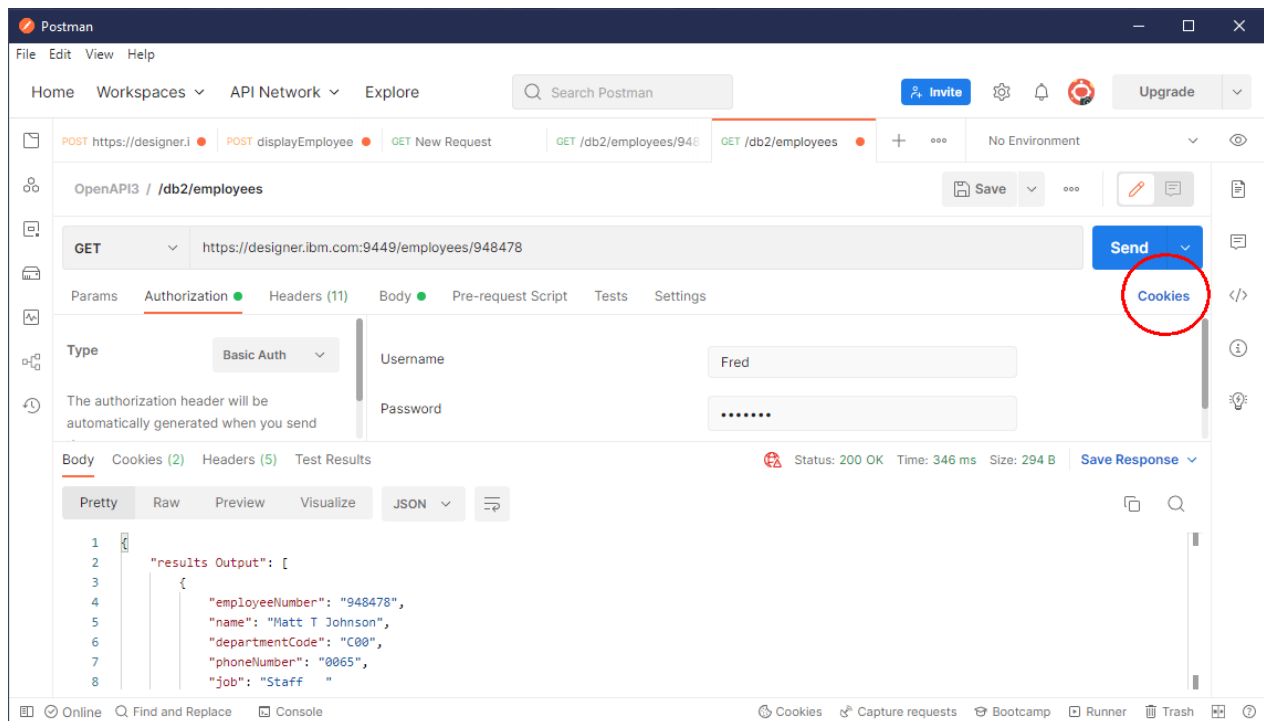 Postman
File Edit View Help
Home Workspaces API Network Explore Search Postman Invite Upgrade
POST https://designer.i POST displayEmployee GET New Request GET /db2/employees/948 GET /db2/employees No Environment
OpenAPI3 / /db2/employees Save
GET https://designer.ibm.com:9449/employees/948478 Send
Params Authorization Headers (11) Body Pre-request Script Tests Settings Cookies
Type Basic Auth Username Fred
The authorization header will be
automatically generated when you send
Password •••••••
Body Cookies (2) Headers (5) Test Results Status: 200 OK Time: 346 ms Size: 294 B Save Response
Pretty Raw Preview Visualize JSON
1 {
2 "results Output": [
3 {
4 "employeeNumber": "948478",
5 "name": "Matt T Johnson",
6 "departmentCode": "C00",
7 "phoneNumber": "0065",
8 "job": "Staff   "
Online Find and Replace Console Cookies Capture requests Bootcamp Runner Trash